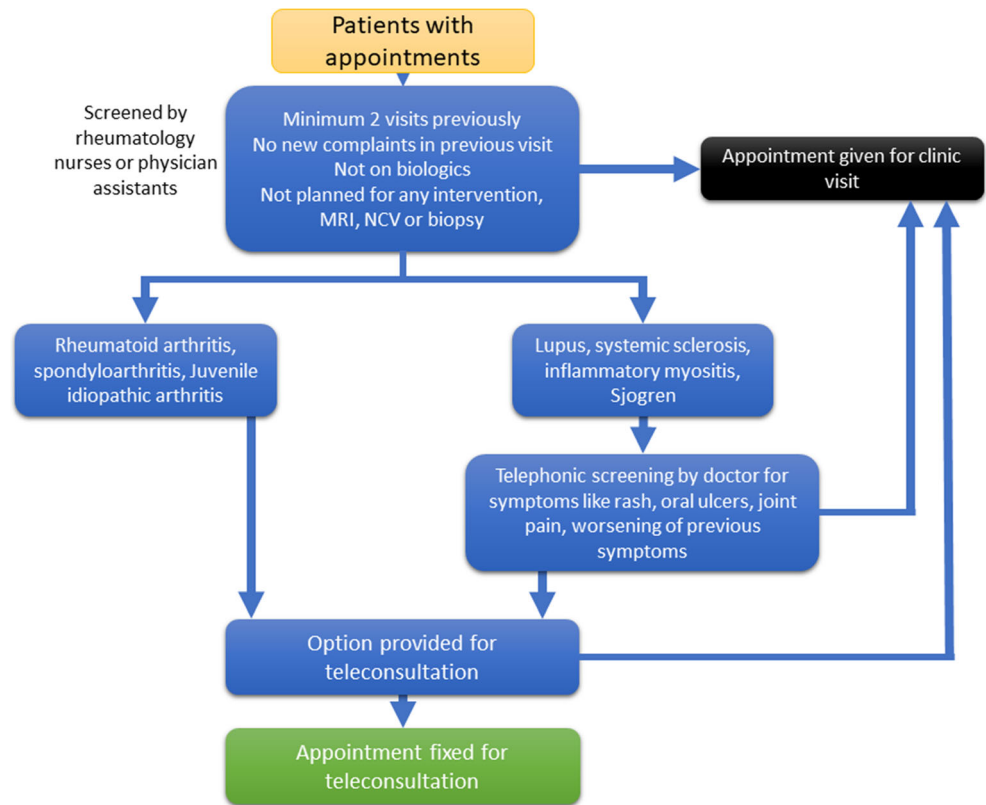 Patients with
appointments
Screened by
rheumatology
nurses or physician
assistants
Minimum 2 visits previously
No new complaints in previous visit
Not on biologics
Not planned for any intervention,
MRI, NCV or biopsy
Appointment given for clinic
visit
Rheumatoid arthritis,
spondyloarthritis, Juvenile
idiopathic arthritis
Lupus, systemic sclerosis,
inflammatory myositis,
Sjogren
Telephonic screening by doctor for
symptoms like rash, oral ulcers, joint
pain, worsening of previous
symptoms
Option provided for
teleconsultation
Appointment fixed for
teleconsultation